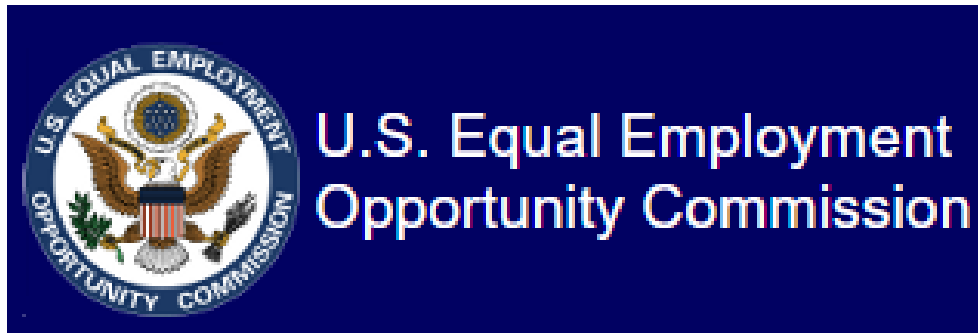 U.S. EQUAL EMPLOYMENT
OPPORTUNITY COMMISSION
U.S. Equal Employment
Opportunity Commission